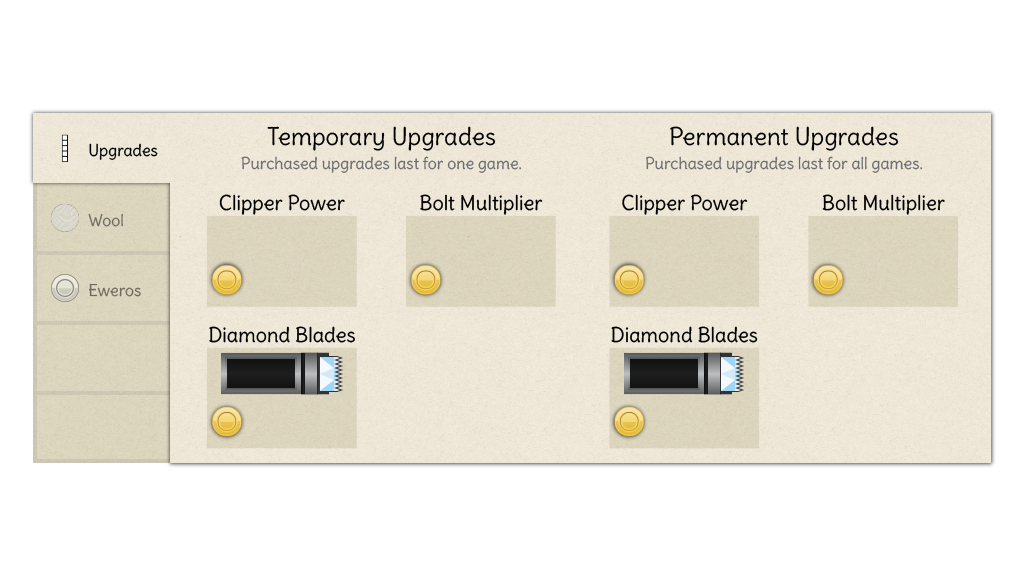 Upgrades
Wool
Eweros
Temporary Upgrades
Purchased upgrades last for one game.
Clipper Power
Bolt Multiplier
Diamond Blades
Permanent Upgrades
Purchased upgrades last for all games.
Clipper Power
Bolt Multiplier
Diamond Blades